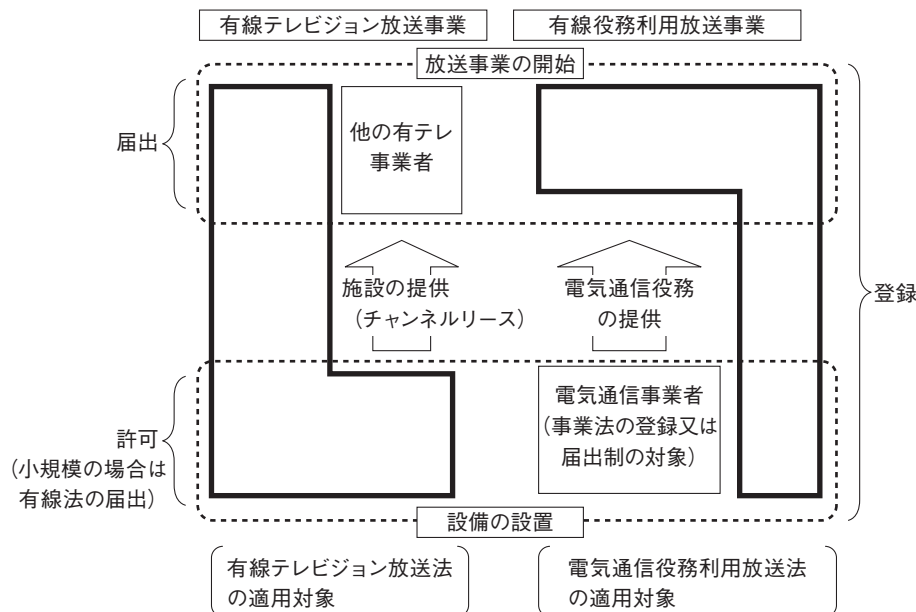 有線テレビジョン放送事業
有線役務利用放送事業
放送事業の開始
届出
他の有テレ
事業者
施設の提供
（チャンネルリース）
電気通信役務
の提供
登録
許可
（小規模の場合は
有線法の届出）
電気通信事業者
（事業法の登録又は
届出制の対象）
設備の設置
有線テレビジョン放送法
の適用対象
電気通信役務利用放送法
の適用対象